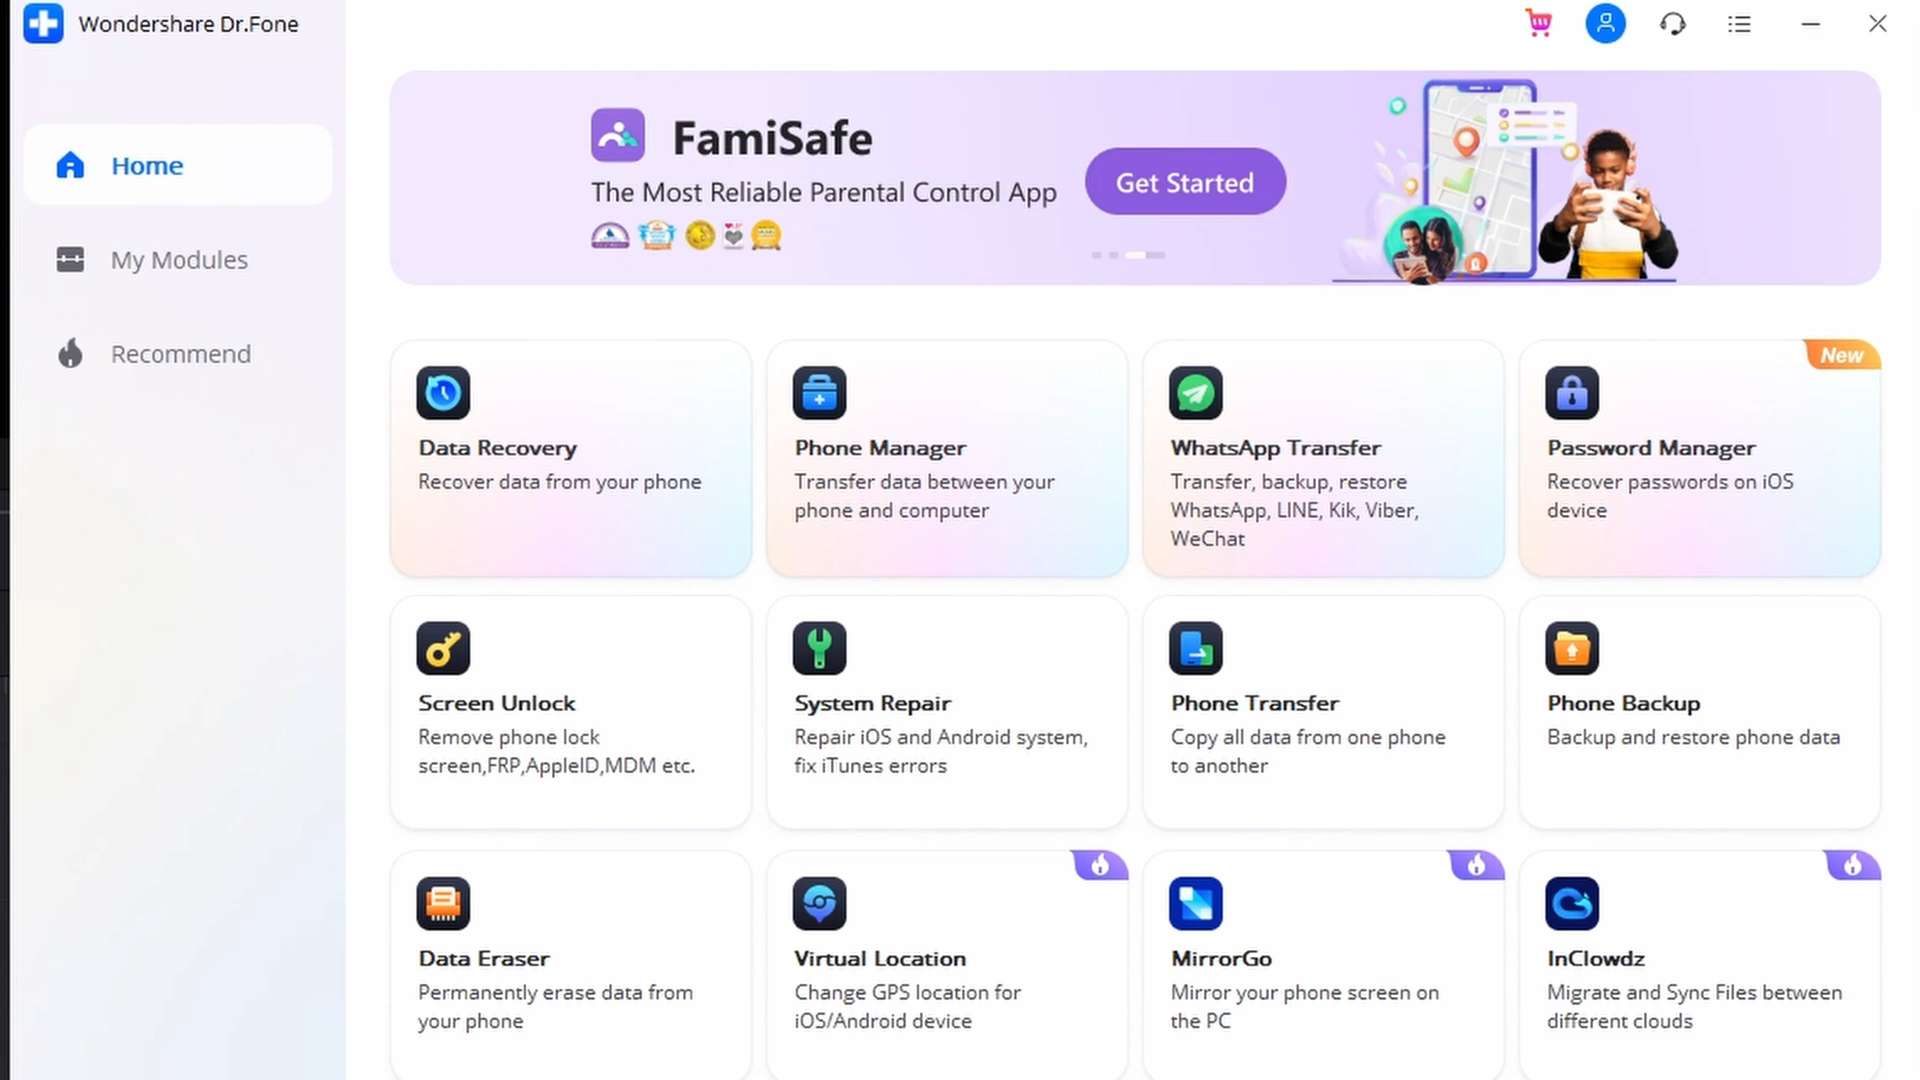 Wondershare Dr.Fone
Home
My Modules
Recommend
FamiSafe
The Most Reliable Parental Control App
Get Started
Data Recovery
Recover data from your phone
Phone Manager
Transfer data between your
phone and computer
WhatsApp Transfer
Transfer, backup, restore
WhatsApp, LINE, Kik, Viber,
WeChat
New
Password Manager
Recover passwords on iOS
device
Screen Unlock
Remove phone lock
screen,FRP,AppleID,MDM etc.
System Repair
Repair iOS and Android system,
fix iTunes errors
Phone Transfer
Copy all data from one phone
to another
Phone Backup
Backup and restore phone data
Data Eraser
Permanently erase data from
your phone
Virtual Location
Change GPS location for
iOS/Android device
MirrorGo
Mirror your phone screen on
the PC
InClowdz
Migrate and Sync Files between
different clouds